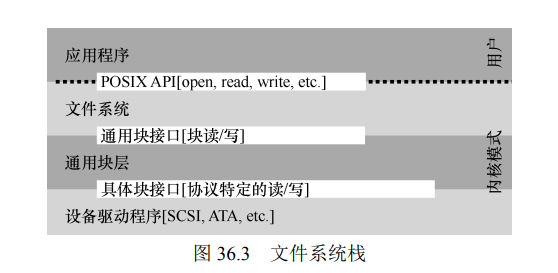 应用程序
用户
POSIX API[open, read, write, etc.]
文件系统
通用块接口[块读/写]
通用块层
内核模式
具体块接口[协议特定的读/写]
设备驱动程序[SCSI, ATA, etc.]
图 36.3 文件系统栈